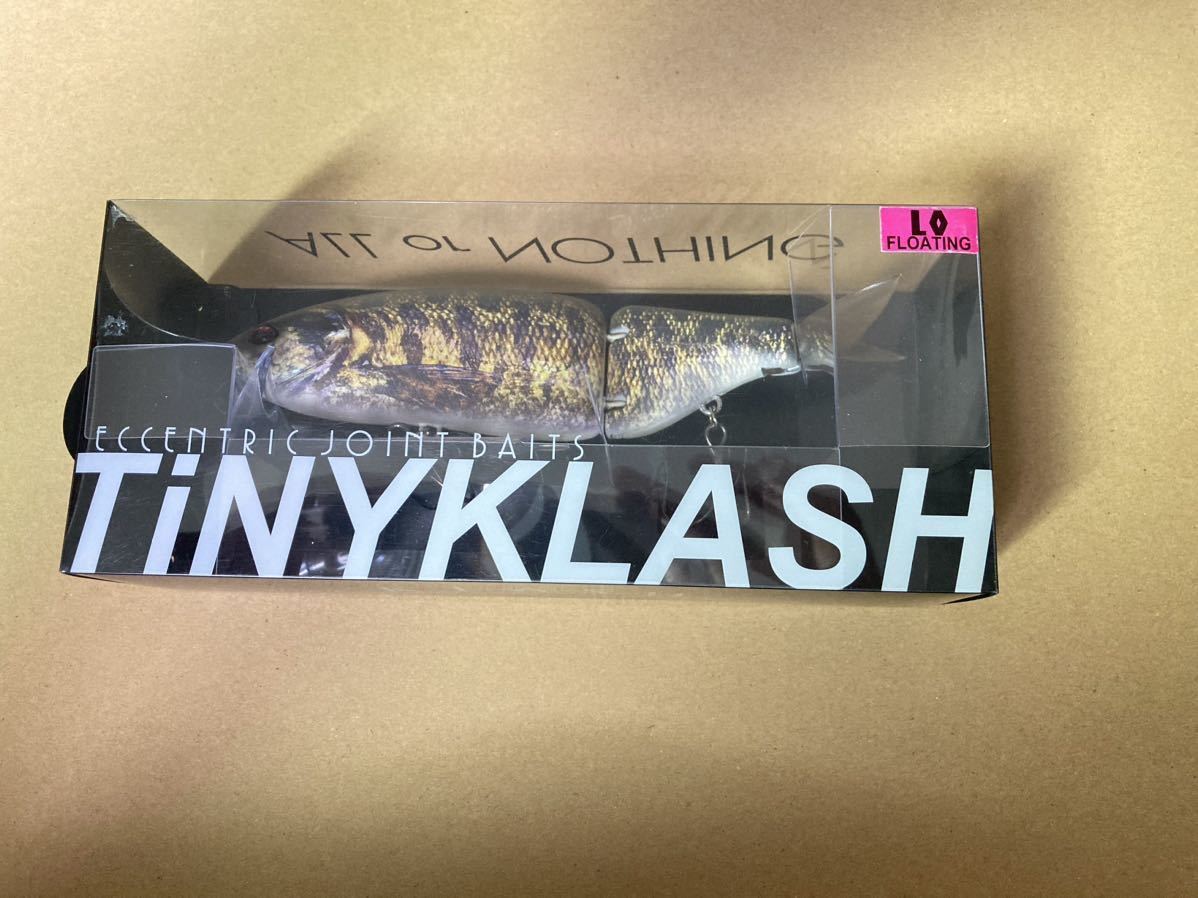 ALL or NOTHING
LO
FLOATING
ECCENTRIC JOINT BAITS
TiNYKLASH